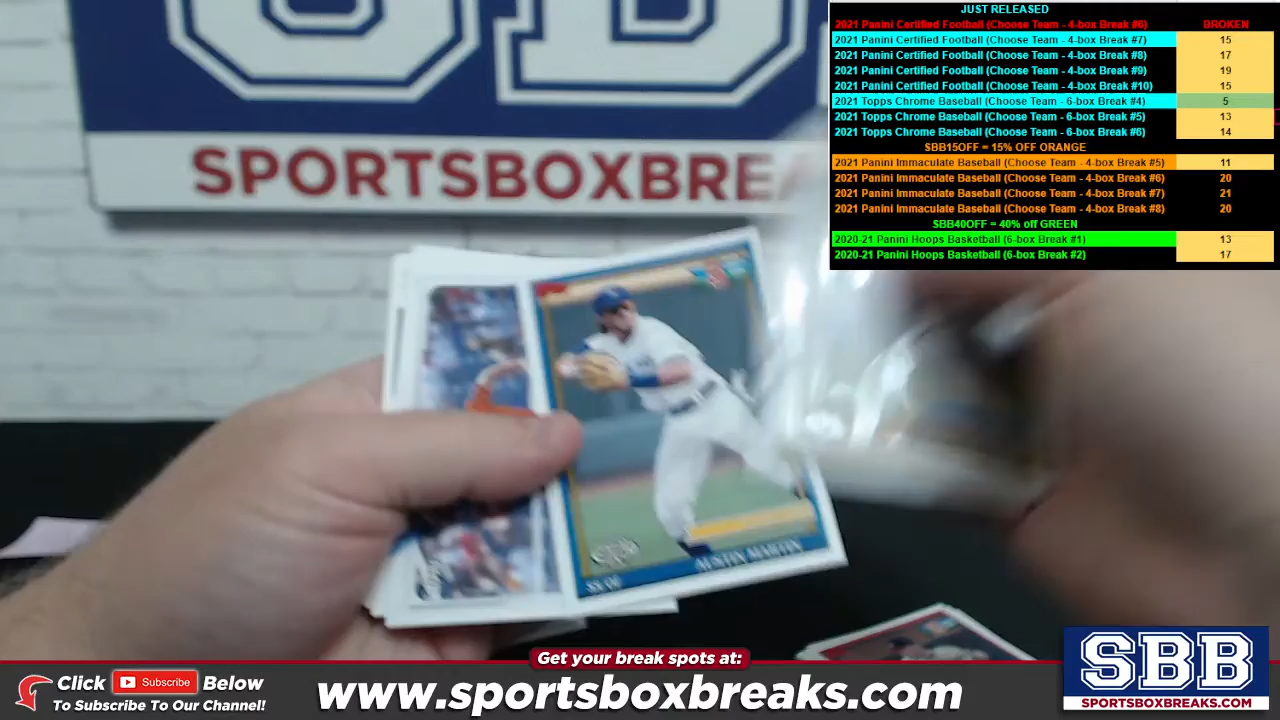 JUST RELEASED
2021 Panini Certified Football (Choose Team - 4-box Break #6) BROKEN
2021 Panini Certified Football (Choose Team - 4-box Break #7) 15
2021 Panini Certified Football (Choose Team - 4-box Break #8) 17
2021 Panini Certified Football (Choose Team - 4-box Break #9) 19
2021 Panini Certified Football (Choose Team - 4-box Break #10) 15
2021 Topps Chrome Baseball (Choose Team - 6-box Break #4) 5
2021 Topps Chrome Baseball (Choose Team - 6-box Break #5) 13
2021 Topps Chrome Baseball (Choose Team - 6-box Break #6) 14
SBB15OFF = 15% OFF ORANGE
2021 Panini Immaculate Baseball (Choose Team - 4-box Break #5) 11
2021 Panini Immaculate Baseball (Choose Team - 4-box Break #6) 20
2021 Panini Immaculate Baseball (Choose Team - 4-box Break #7) 21
2021 Panini Immaculate Baseball (Choose Team - 4-box Break #8) 20
SBB40OFF = 40% off GREEN
2020-21 Panini Hoops Basketball (6-box Break #1) 13
2020-21 Panini Hoops Basketball (6-box Break #2) 17
SPORTSBOXBREA
AUSTIN MARTIN
Get your break spots at:
Click Subscribe Below
To Subscribe To Our Channel!
www.sportsboxbreaks.com
SBB
SPORTSBOXBREAKS.COM